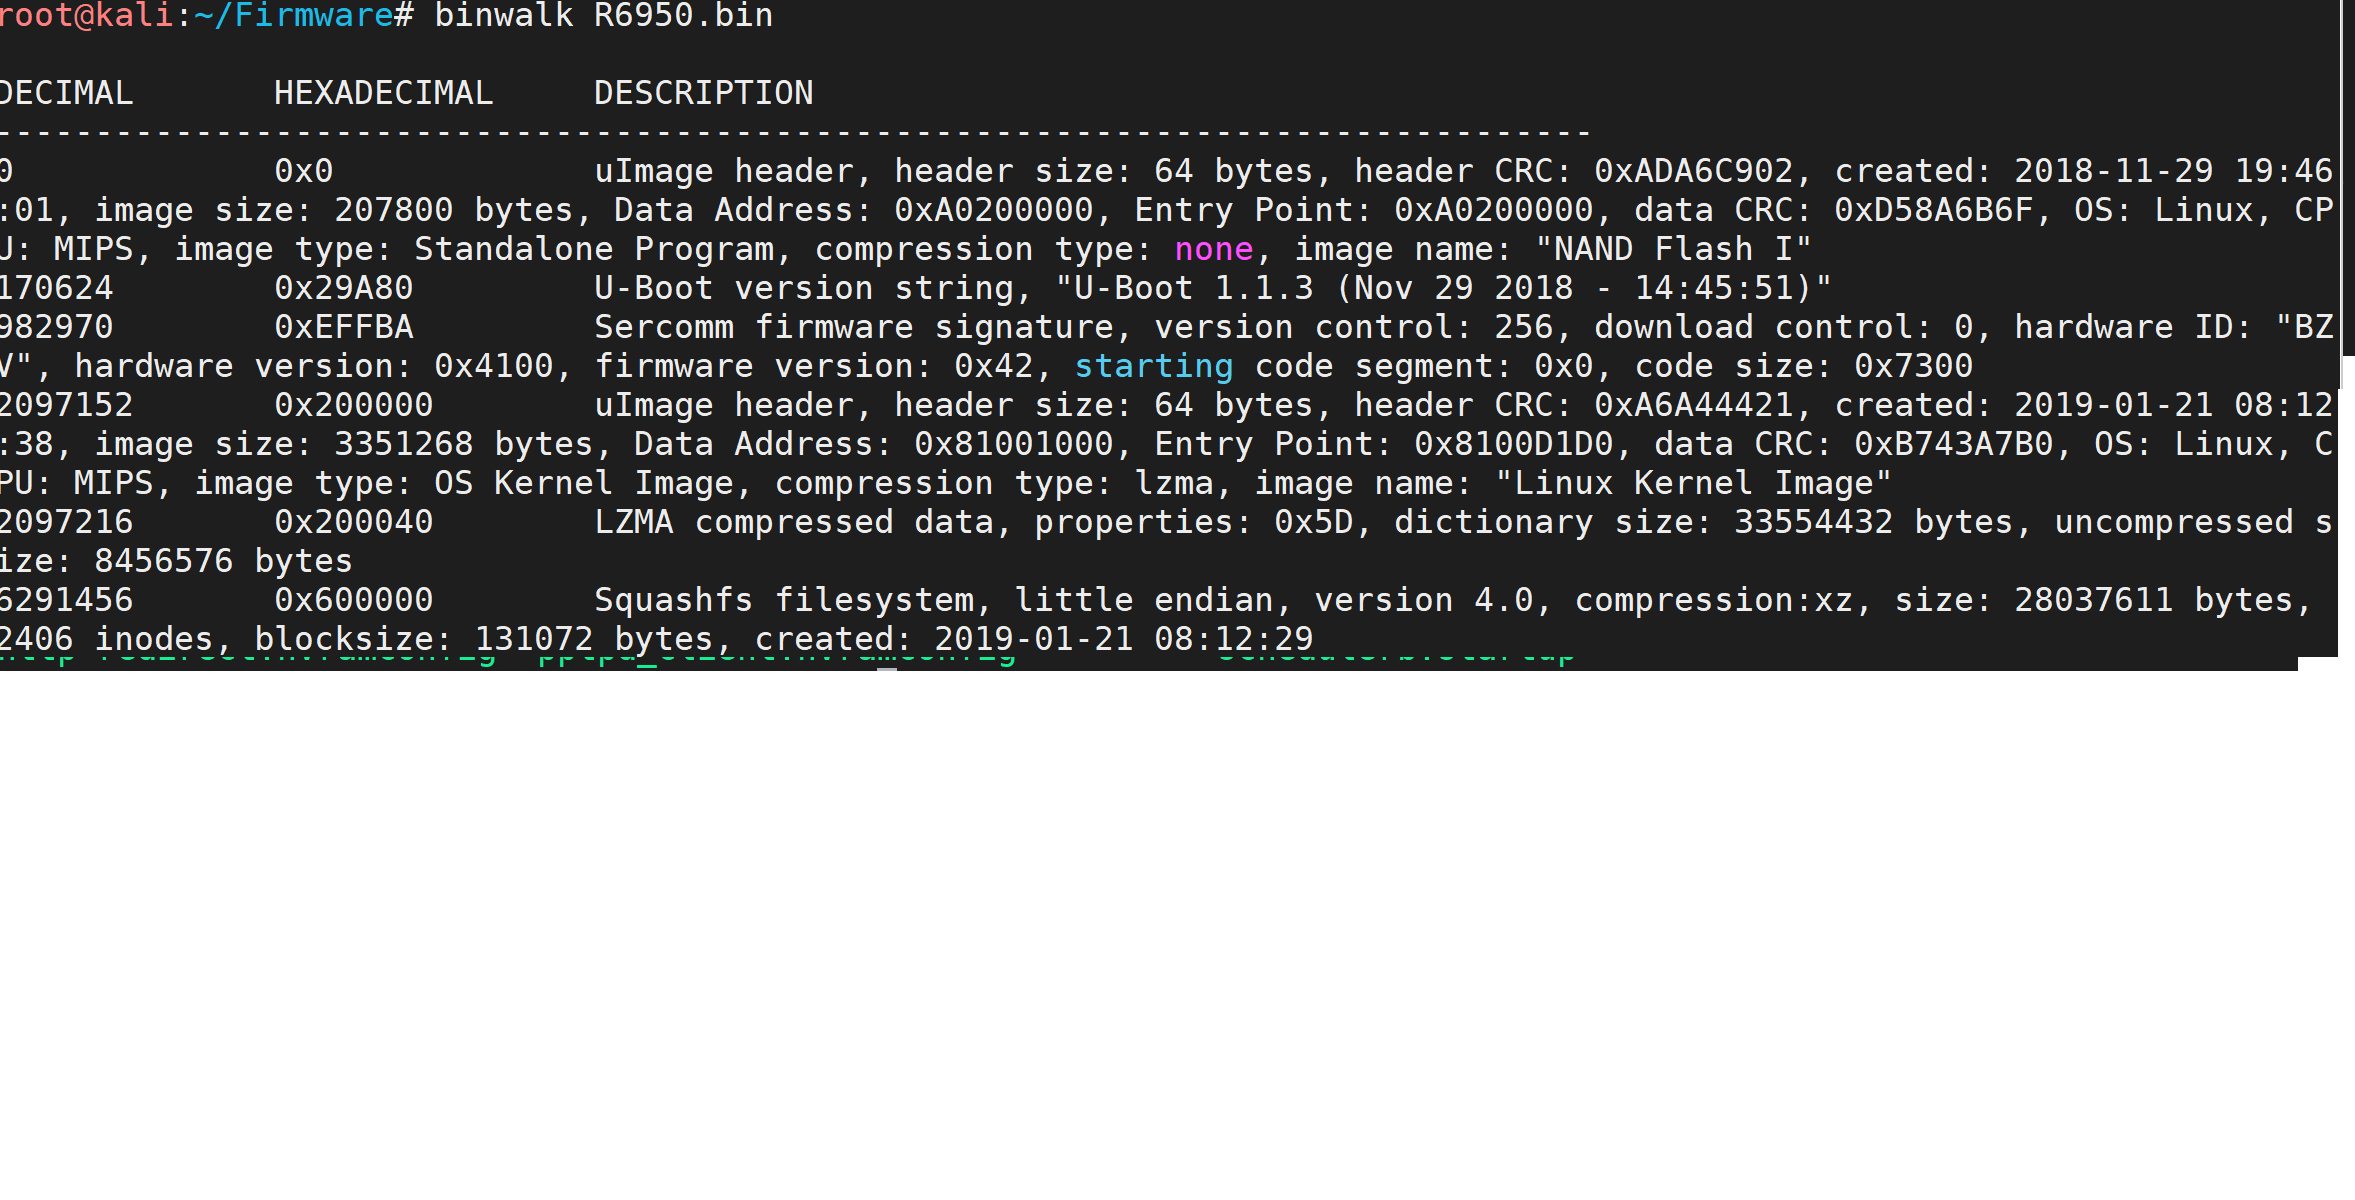 root@kali:~/Firmware# binwalk R6950.bin
DECIMAL       HEXADECIMAL     DESCRIPTION
--------------------------------------------------------------------------------
0             0x0             uImage header, header size: 64 bytes, header CRC: 0xADA6C902, created: 2018-11-29 19:46
:01, image size: 207800 bytes, Data Address: 0xA0200000, Entry Point: 0xA0200000, data CRC: 0xD58A6B6F, OS: Linux, CP
U: MIPS, image type: Standalone Program, compression type: none, image name: "NAND Flash I"
170624        0x29A80         U-Boot version string, "U-Boot 1.1.3 (Nov 29 2018 - 14:45:51)"
982970        0xEFFBA         Sercomm firmware signature, version control: 256, download control: 0, hardware ID: "BZ
V", hardware version: 0x4100, firmware version: 0x42, starting code segment: 0x0, code size: 0x7300
2097152       0x200000        uImage header, header size: 64 bytes, header CRC: 0xA6A44421, created: 2019-01-21 08:12
:38, image size: 3351268 bytes, Data Address: 0x81001000, Entry Point: 0x8100D1D0, data CRC: 0xB743A7B0, OS: Linux, C
PU: MIPS, image type: OS Kernel Image, compression type: lzma, image name: "Linux Kernel Image"
2097216       0x200040        LZMA compressed data, properties: 0x5D, dictionary size: 33554432 bytes, uncompressed s
ize: 8456576 bytes
6291456       0x600000        Squashfs filesystem, little endian, version 4.0, compression:xz, size: 28037611 bytes,
2406 inodes, blocksize: 131072 bytes, created: 2019-01-21 08:12:29